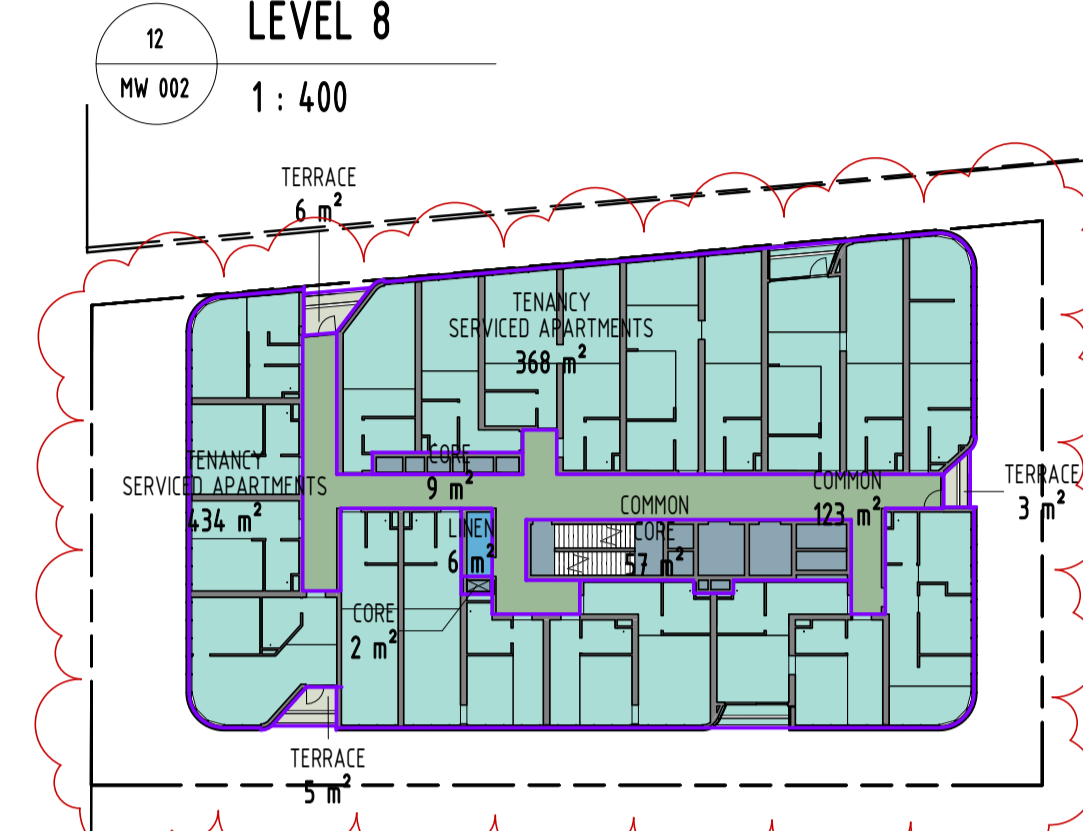 12
MW 002
LEVEL 8
1 : 400
TERRACE
6 m²
TENANCY
SERVICED APARTMENTS
368 m²
TENANCY
SERVICED APARTMENTS
434 m²
CORE
9 m²
COMMON
123 m²
TERRACE
3 m²
COMMON
CORE
57 m²
LINEN
6 m²
CORE
2 m²
TERRACE
5 m²